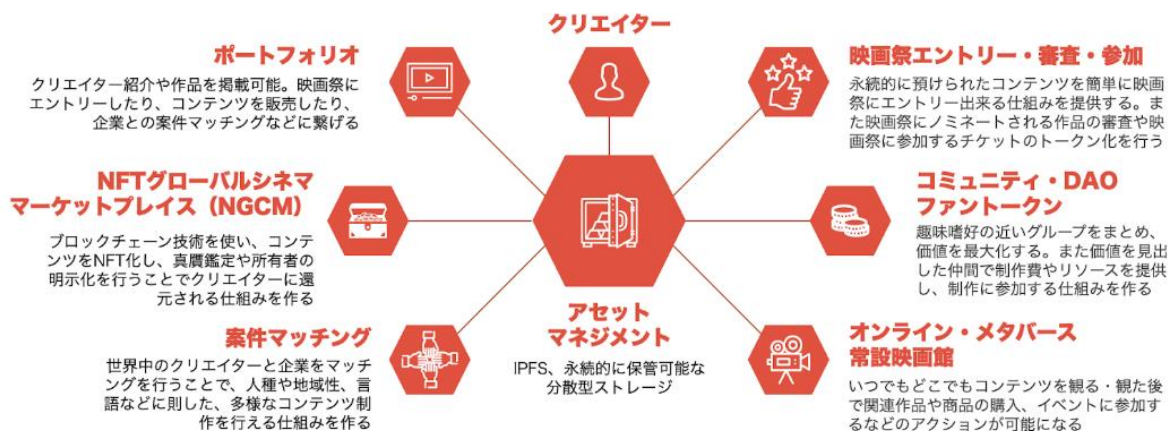 クリエイター
ポートフォリオ
クリエイター紹介や作品を掲載可能。映画祭に
エントリーしたり、コンテンツを販売したり、
企業との案件マッチングなどに繋げる
映画祭エントリー・審査・参加
永続的に預けられたコンテンツを簡単に映画
祭にエントリー出来る仕組みを提供する。ま
た映画祭にノミネートされる作品の審査や映
画祭に参加するチケットのトークン化を行う
NFTグローバルシネマ
マーケットプレイス（NGCM）
ブロックチェーン技術を使い、コンテ
ンツをNFT化し、真贋鑑定や所有者の
明示化を行うことでクリエイターに還
元される仕組みを作る
コミュニティ・DAO
ファントークン
趣味嗜好の近いグループをまとめ、
価値を最大化する。また価値を見出
した仲間で制作費やリソースを提供
し、制作に参加する仕組みを作る
案件マッチング
世界中のクリエイターと企業をマッチ
ングを行うことで、人種や地域性、言
語などに則した、多様なコンテンツ制
作を行える仕組みを作る
アセット
マネジメント
IPFS、永続的に保管可能な
分散型ストレージ
オンライン・メタバース
常設映画館
いつでもどこでもコンテンツを観る・観た後
で関連作品や商品の購入、イベントに参加す
るなどのアクションが可能になる